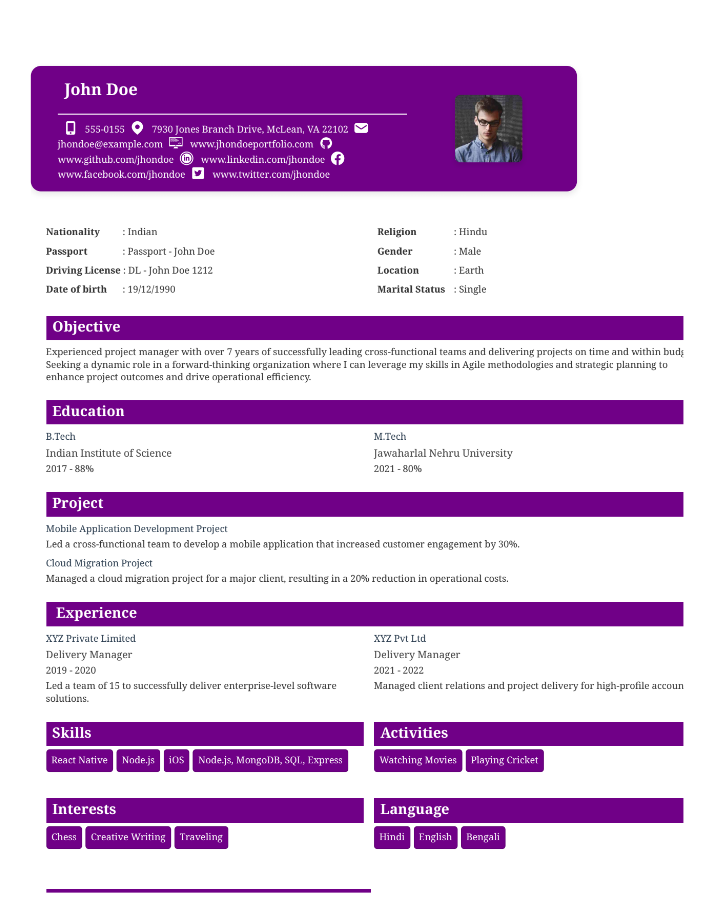 John Doe
555-0155 7930 Jones Branch Drive, McLean, VA 22102
jhondoe@example.com www.jhondoeportfolio.com
www.github.com/jhondoe www.linkedin.com/jhondoe
www.facebook.com/jhondoe www.twitter.com/jhondoe
Nationality : Indian
Religion : Hindu
Passport : Passport - John Doe
Gender : Male
Driving License : DL - John Doe 1212
Location : Earth
Date of birth : 19/12/1990
Marital Status : Single
Objective
Experienced project manager with over 7 years of successfully leading cross-functional teams and delivering projects on time and within
Seeking a dynamic role in a forward-thinking organization where I can leverage my skills in Agile methodologies and strategic planning to
enhance project outcomes and drive operational efficiency.
Education
B.Tech
Indian Institute of Science
2017 - 88%
M.Tech
Jawaharlal Nehru University
2021 - 80%
Project
Mobile Application Development Project
Led a cross-functional team to develop a mobile application that increased customer engagement by 30%.
Cloud Migration Project
Managed a cloud migration project for a major client, resulting in a 20% reduction in operational costs.
Experience
XYZ Private Limited
Delivery Manager
2019 - 2020
Led a team of 15 to successfully deliver enterprise-level software
solutions.
XYZ Pvt Ltd
Delivery Manager
2021 - 2022
Managed client relations and project delivery for high-profile
Skills
React Native Node.js iOS Node.js, MongoDB, SQL, Express
Activities
Watching Movies Playing Cricket
Interests
Chess Creative Writing Traveling
Language
Hindi English Bengali